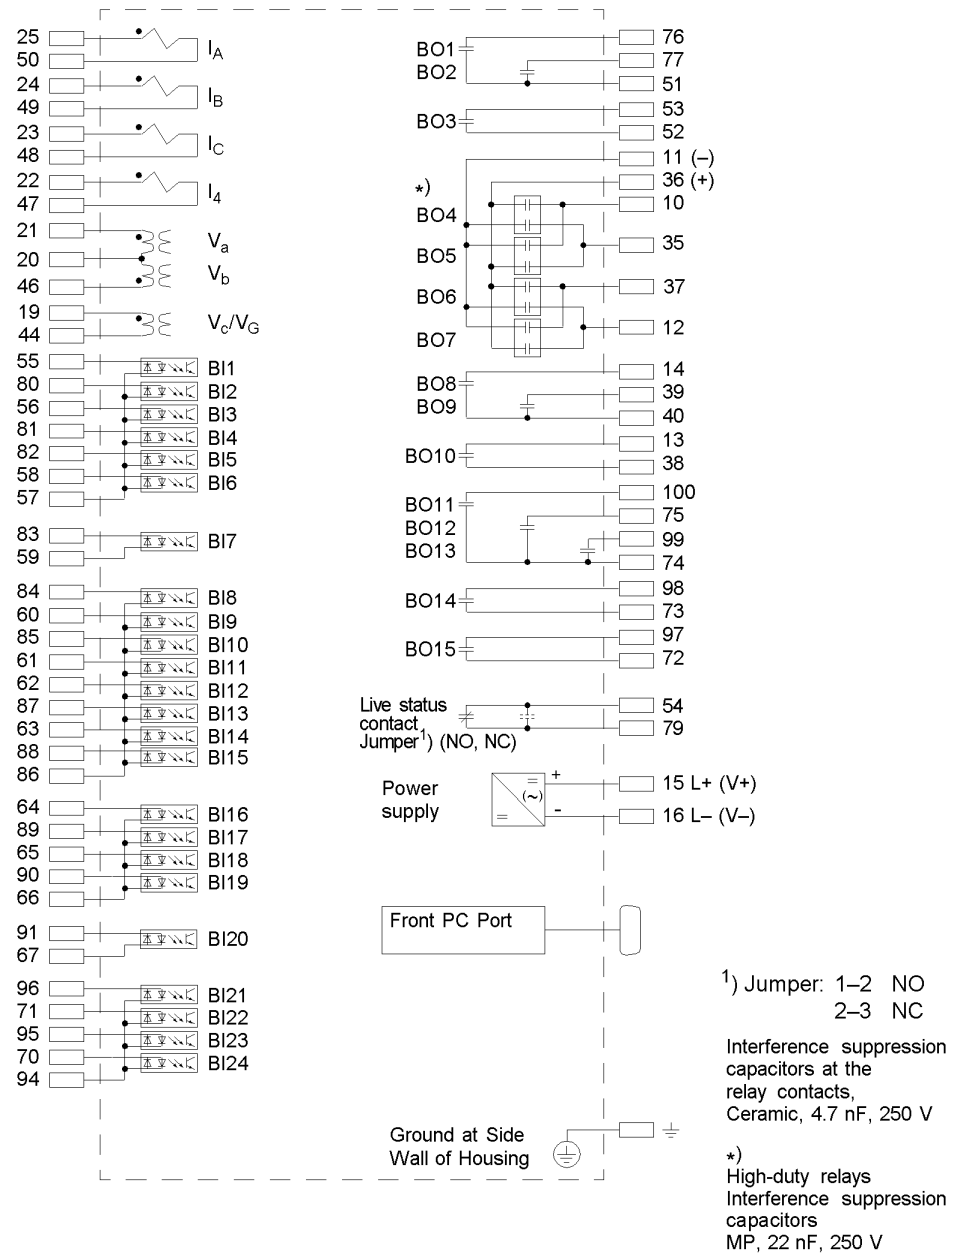 25
50
I_A
24
49
I_B
23
48
I_C
22
47
I_4
21
20
46
V_a
V_b
19
44
V_c/V_G
55 BI1
80 BI2
56 BI3
81 BI4
82 BI5
58 BI6
57
83
59
BI7
84 BI8
60 BI9
85 BI10
61 BI11
62 BI12
87 BI13
63 BI14
88 BI15
86
64 BI16
89 BI17
65 BI18
90 BI19
66
91 BI20
67
96 BI21
71 BI22
95 BI23
70 BI24
94
BO1
BO2
76
77
51
BO3
53
52
11 (–)
36 (+)
*)
BO4
10
BO5
35
BO6
37
BO7
12
BO8
BO9
14
39
40
BO10
13
38
BO11
BO12
BO13
100
75
99
74
BO14
98
73
BO15
97
72
Live status
contact
Jumper¹) (NO, NC)
54
79
Power
supply
=
(~)
=
+
-
15 L+ (V+)
16 L– (V–)
Front PC Port
Ground at Side
Wall of Housing
¹) Jumper: 1–2 NO
2–3 NC
Interference suppression
capacitors at the
relay contacts,
Ceramic, 4.7 nF, 250 V
*)
High-duty relays
Interference suppression
capacitors
MP, 22 nF, 250 V